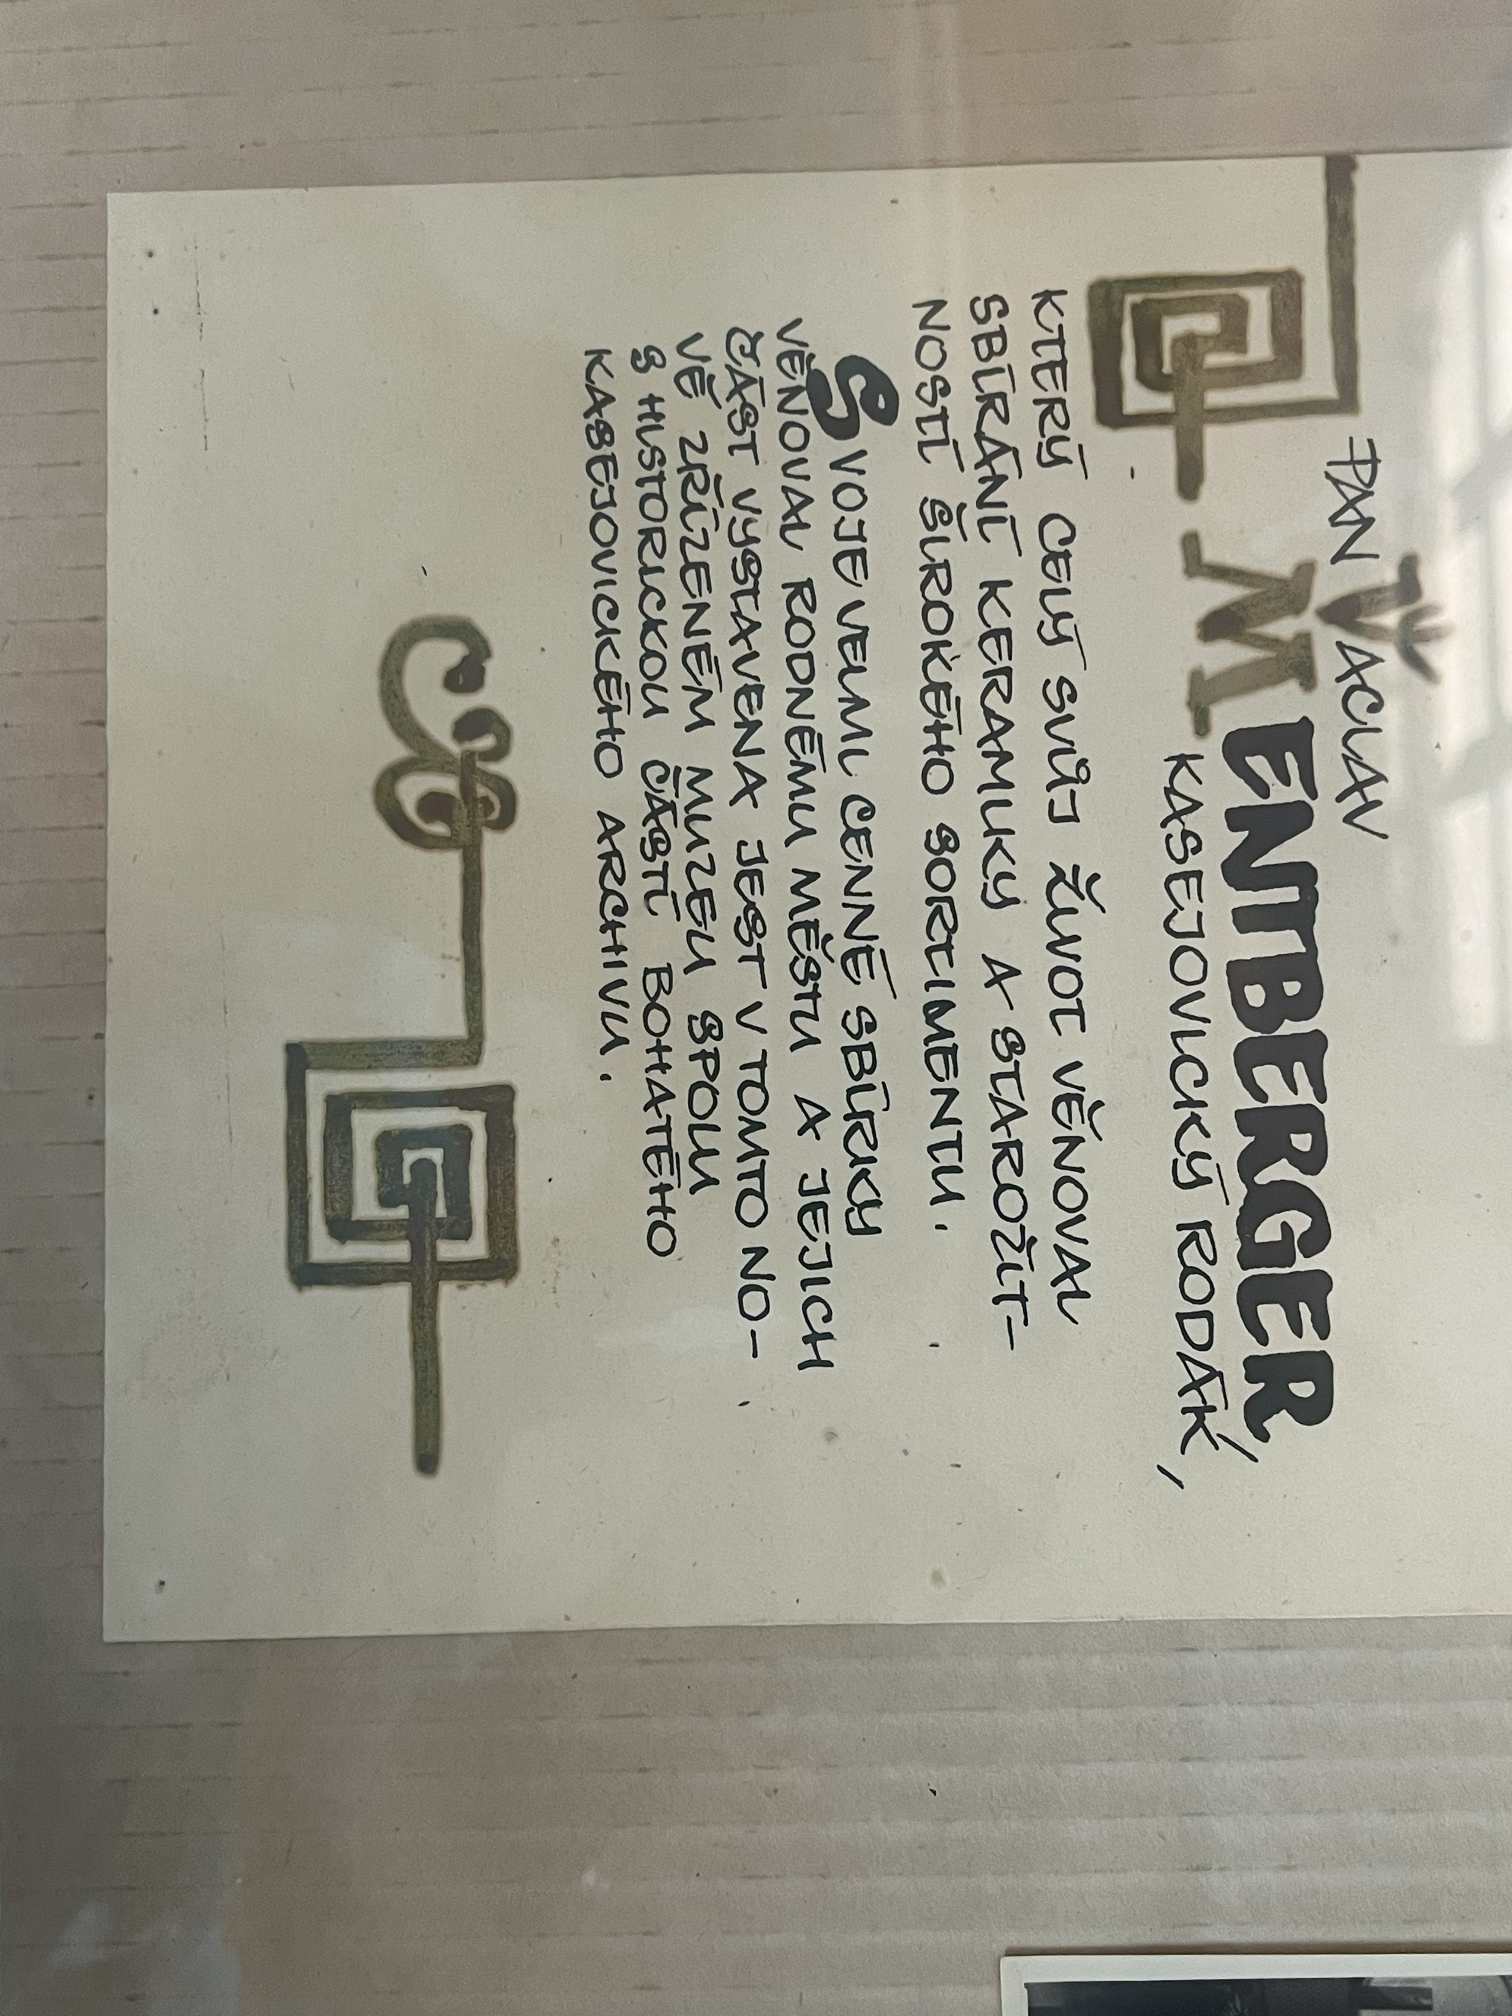 PAN VÁCLAV
MENTBERGER,
KASEJOVICKÝ RODÁK,
KTERÝ CELÝ SVŮJ ŽIVOT VĚNOVAL
SBÍRÁNÍ KERAMIKY A STAROŽIT-
NOSTÍ ŠIROKÉHO SORTIMENTU.
SVOJE VELMI CENNÉ SBÍRKY
VĚNOVAL RODNÉMU MĚSTU A JEJICH
ČÁST VYSTAVENA JEST V TOMTO NO-
VĚ ZŘÍZENÉM MUZEU SPOLU
S HISTORICKOU ČÁSTÍ BOHATÉHO
KASEJOVICKÉHO ARCHIVU.